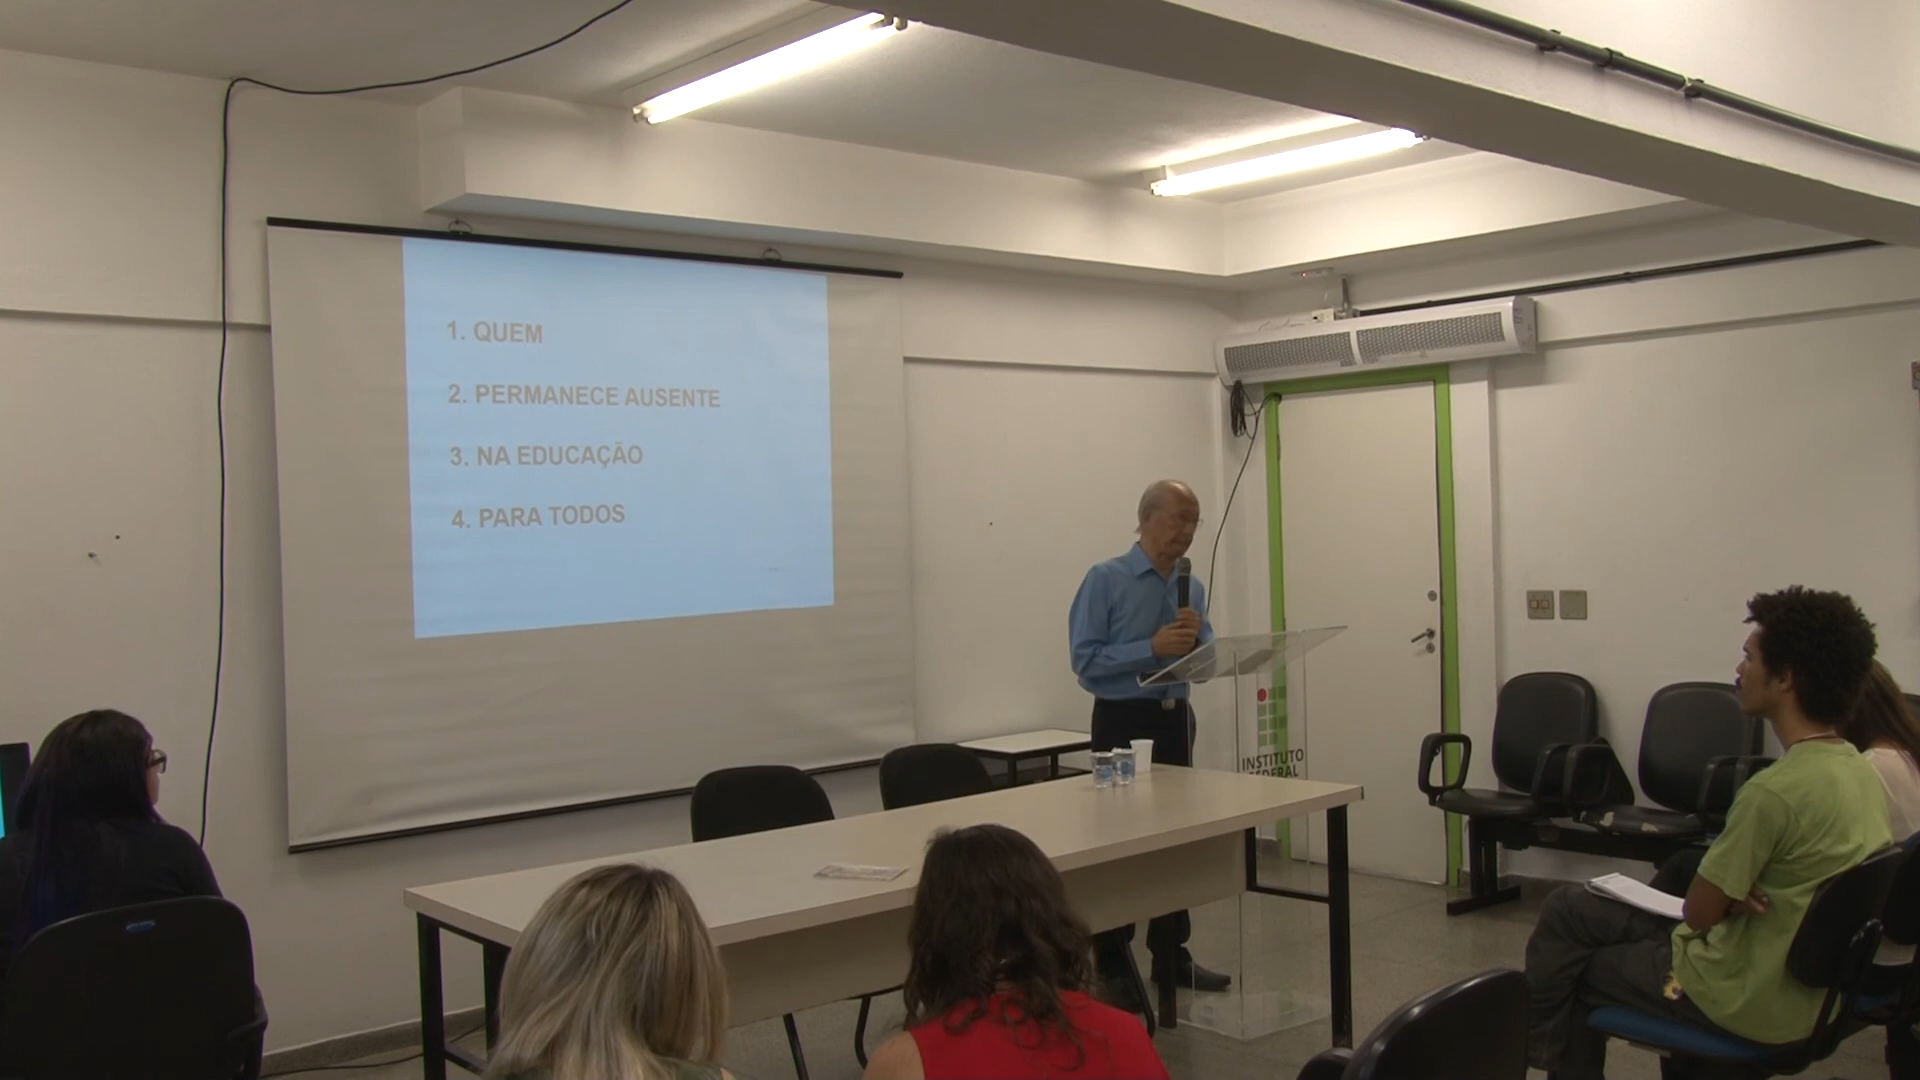 1. QUEM
2. PERMANECE AUSENTE
3. NA EDUCAÇÃO
4. PARA TODOS
INSTITUTO
FEDERAL